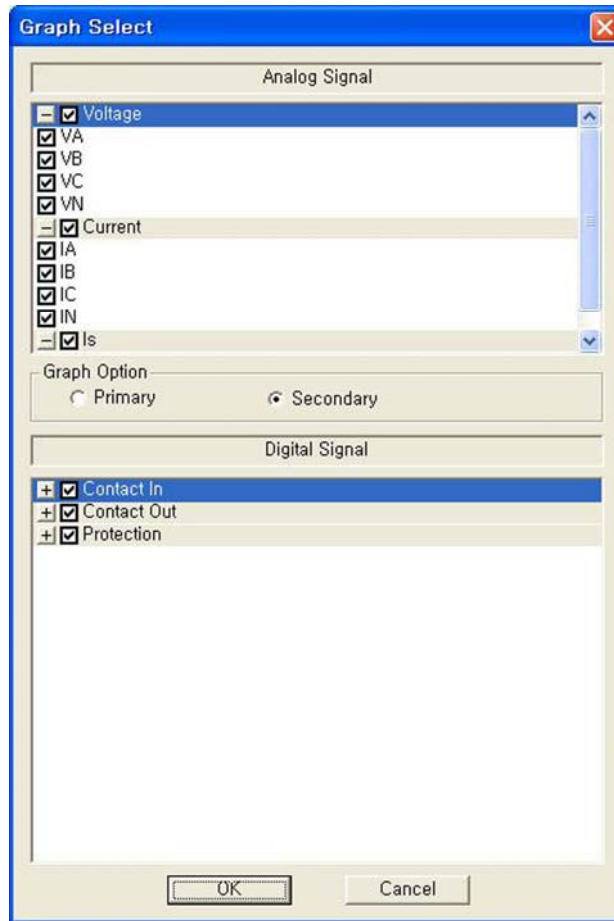 Graph Select
Analog Signal
Voltage
VA
VB
VC
VN
Current
IA
IB
IC
IN
Is
Graph Option
Primary Secondary
Digital Signal
Contact In
Contact Out
Protection
OK Cancel